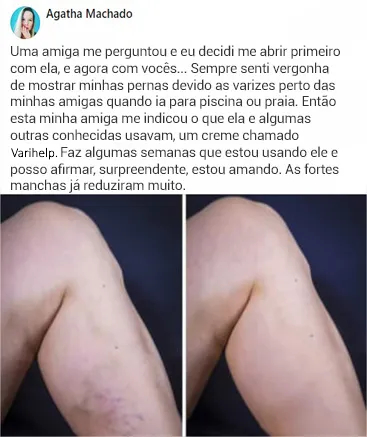 Agatha Machado
Uma amiga me perguntou e eu decidi me abrir primeiro
com ela, e agora com vocês... Sempre senti vergonha
de mostrar minhas pernas devido as varizes perto das
minhas amigas quando ia para piscina ou praia. Então
esta minha amiga me indicou o que ela e algumas
outras conhecidas usavam, um creme chamado
Varihelp. Faz algumas semanas que estou usando ele e
posso afirmar, surpreendente, estou amando. As fortes
manchas já reduziram muito.